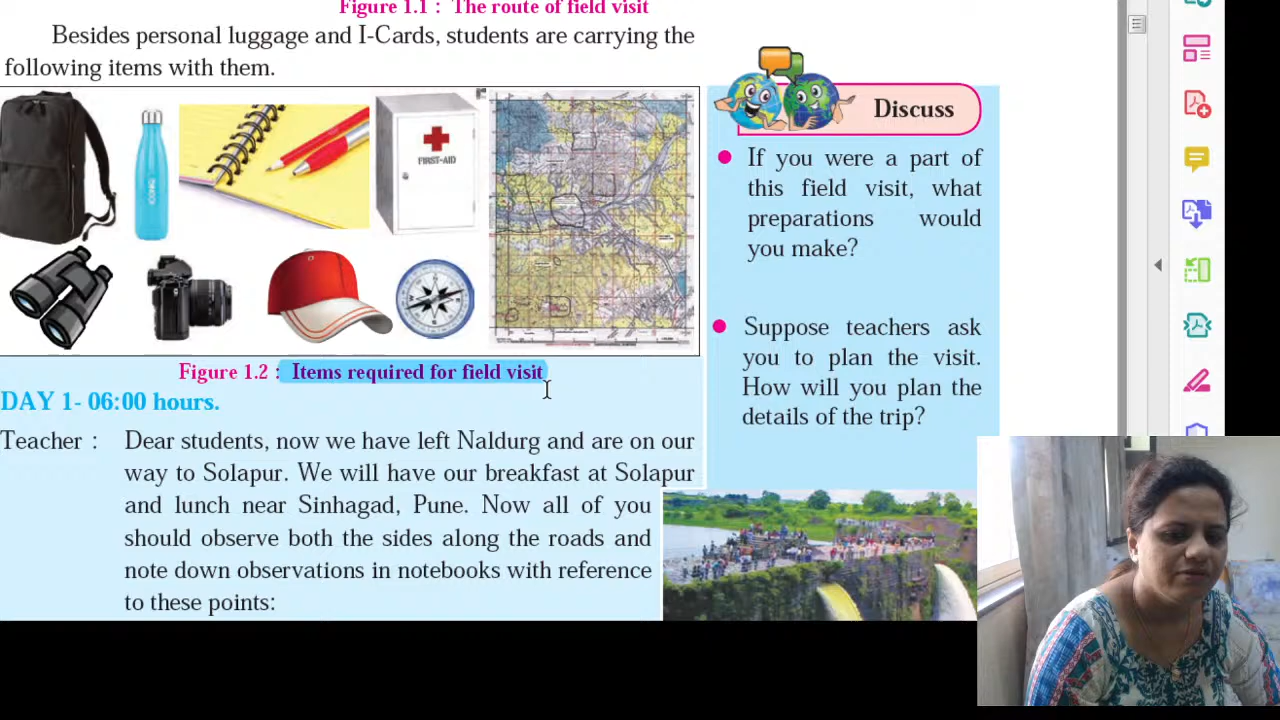 Figure 1.1 : The route of field visit
Besides personal luggage and I-Cards, students are carrying the
following items with them.
FIRST-AID
Figure 1.2 : Items required for field visit
DAY 1- 06:00 hours.
Teacher : Dear students, now we have left Naldurg and are on our
way to Solapur. We will have our breakfast at Solapur
and lunch near Sinhagad, Pune. Now all of you
should observe both the sides along the roads and
note down observations in notebooks with reference
to these points:
Discuss
If you were a part of
this field visit, what
preparations would
you make?
Suppose teachers ask
you to plan the visit.
How will you plan the
details of the trip?